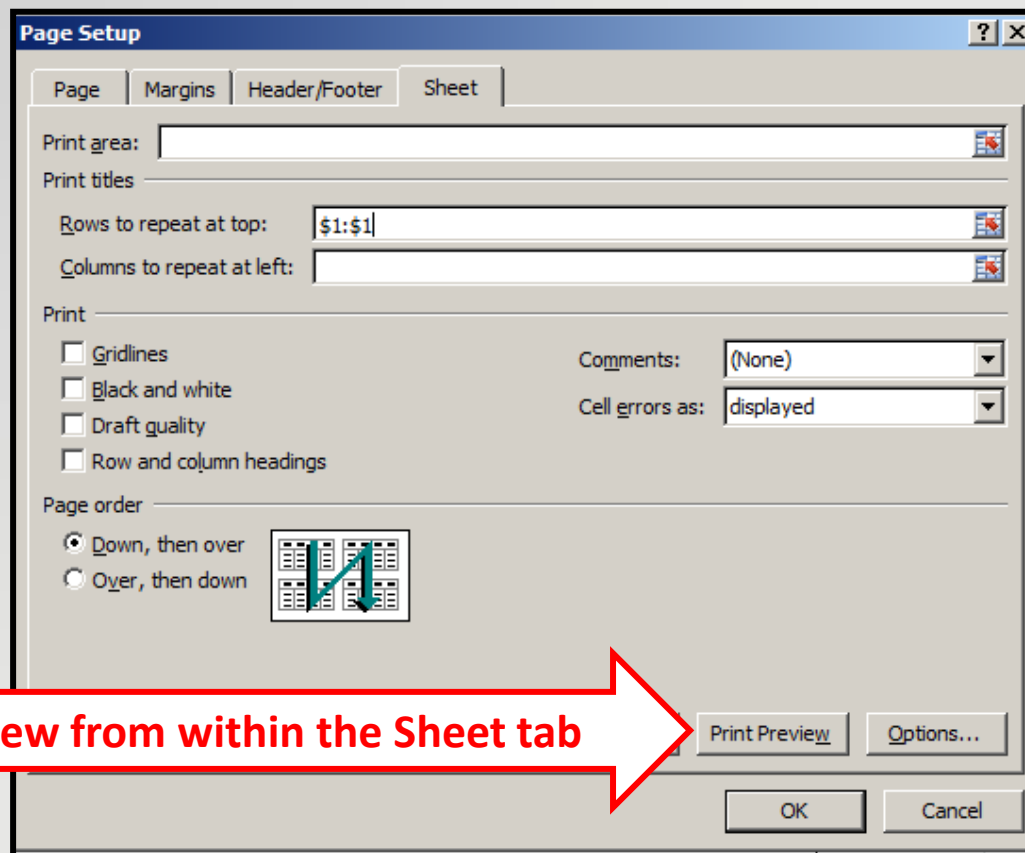 Page Setup
Page Margins Header/Footer Sheet
Print area:
Print titles
Rows to repeat at top: $1:$1
Columns to repeat at left:
Print
Gridlines
Comments: (None)
Black and white
Cell errors as: displayed
Draft quality
Row and column headings
Page order
Down, then over
Over, then down
from within the Sheet tab
Print Preview Options...
OK Cancel